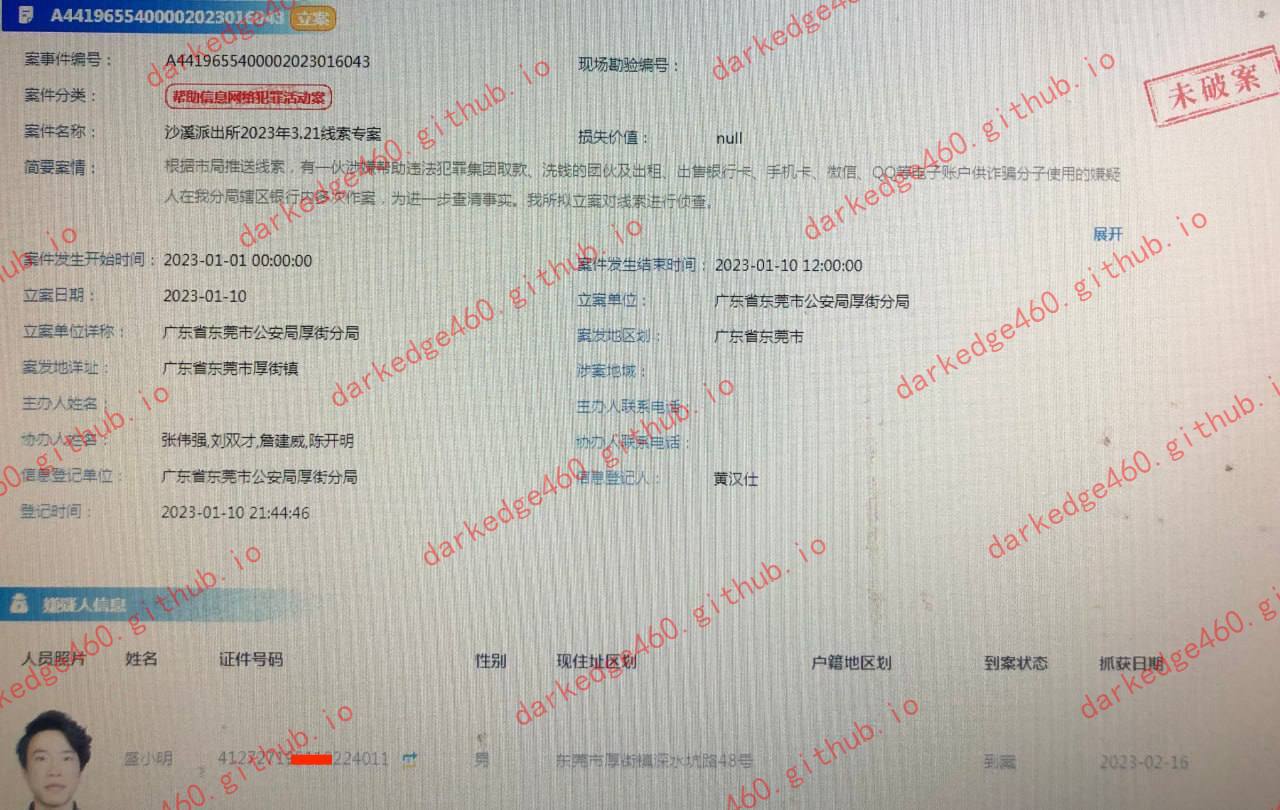 A4419655400002023016043 立案
案事件编号： A4419655400002023016043 现场勘验编号：
案件分类： 帮助信息网络犯罪活动案
未破案
案件名称： 沙溪派出所2023年3.21线索专案 损失价值： null
简要案情： 根据市局推送线索，有一伙涉嫌帮助违法犯罪集团取款、洗钱的团伙及出租、出售银行卡、手机卡、微信、QQ等电子账户供诈骗分子使用的嫌疑
人在我分局辖区银行内多次作案，为进一步查清事实。我所拟立案对线索进行侦查。
展开
案件发生开始时间： 2023-01-01 00:00:00 案件发生结束时间： 2023-01-10 12:00:00
立案日期： 2023-01-10 立案单位： 广东省东莞市公安局厚街分局
立案单位详称： 广东省东莞市公安局厚街分局 案发地区划： 广东省东莞市
案发地详址： 广东省东莞市厚街镇 涉案地域：
主办人姓名： 主办人联系电话：
协办人姓名： 张伟强,刘双才,詹建威,陈开明 协办人联系电话：
信息登记单位： 广东省东莞市公安局厚街分局 信息登记人： 黄汉仕
登记时间： 2023-01-10 21:44:46
嫌疑人信息
人员照片 姓名 证件号码 性别 现住址区划 户籍地区划 到案状态 抓获日期
盛小明 224011 男 东莞市厚街镇深水坑路48号 到案 2023-02-16
darkedge460.github.io